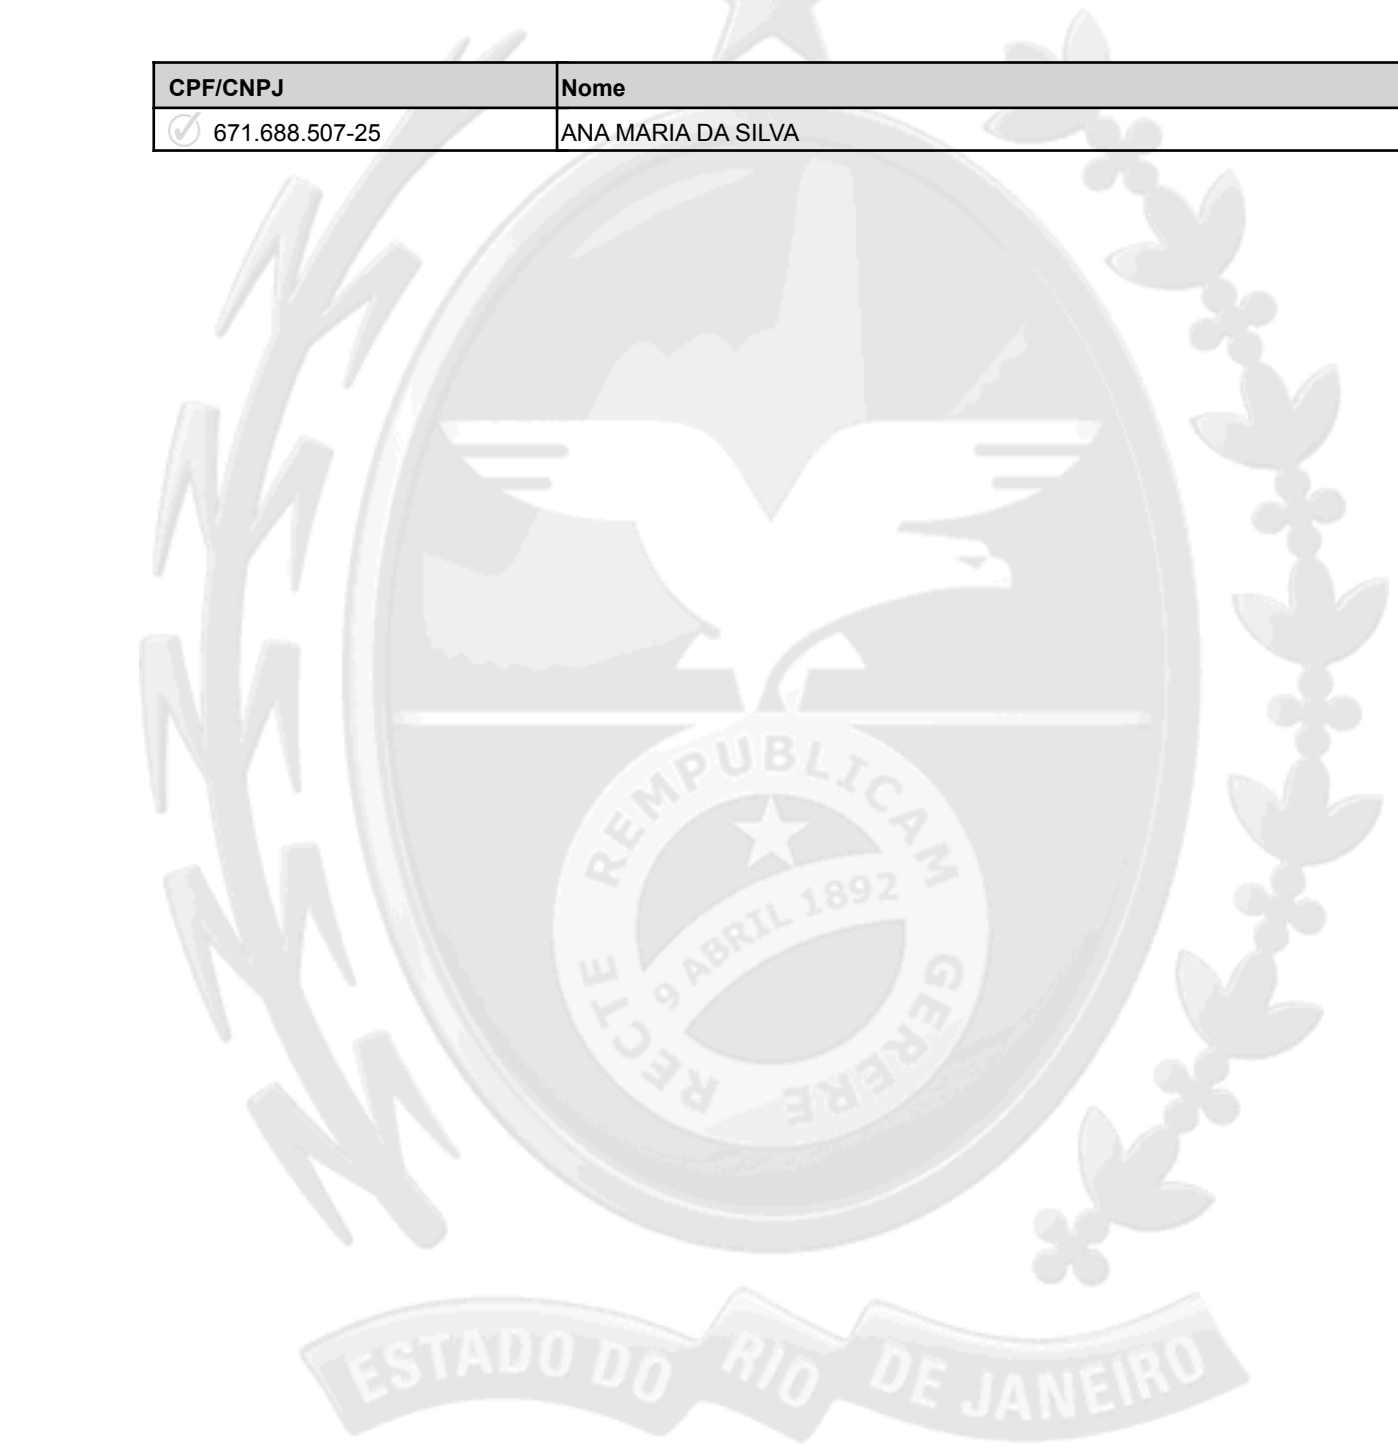 CPF/CNPJ Nome
671.688.507-25 ANA MARIA DA SILVA
REMPUBLICAM
9 ABRIL 1892
RECTE GERERE
ESTADO DO RIO DE JANEIRO